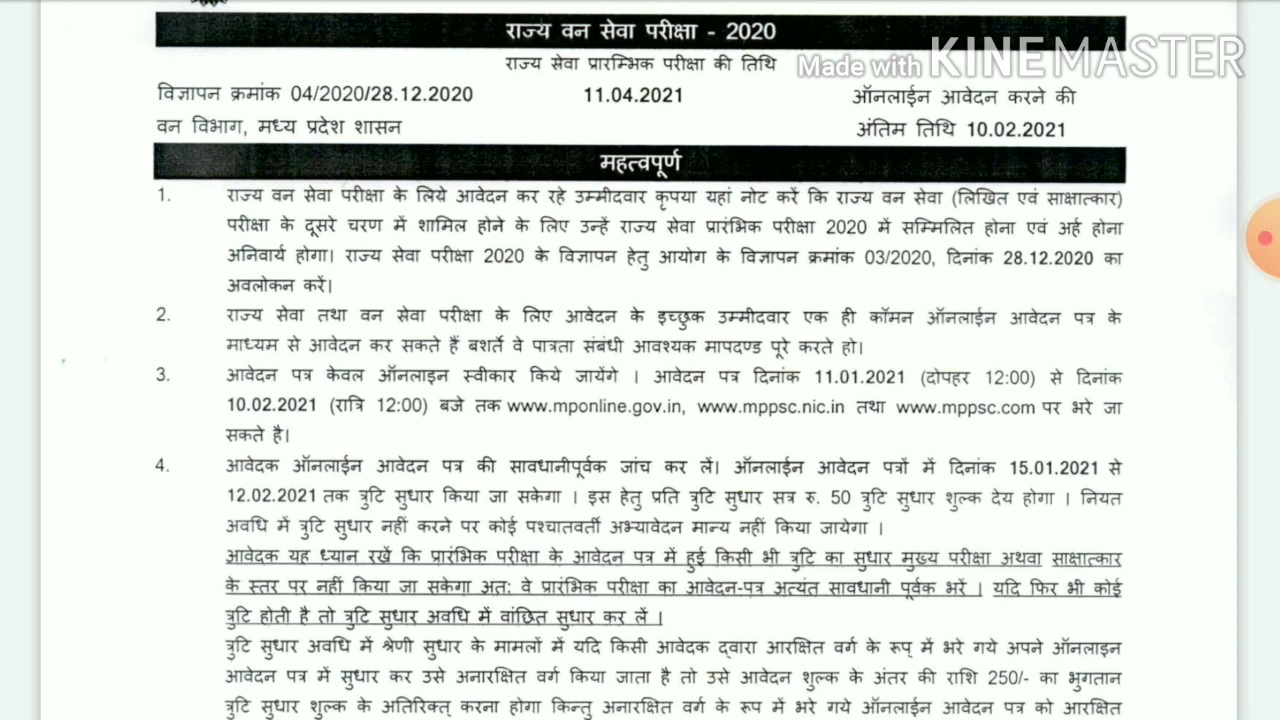 राज्य वन सेवा परीक्षा - 2020
राज्य सेवा प्रारम्भिक परीक्षा की तिथि
Made with KINEMASTER
विज्ञापन क्रमांक 04/2020/28.12.2020 11.04.2021 ऑनलाईन आवेदन करने की
वन विभाग, मध्य प्रदेश शासन अंतिम तिथि 10.02.2021
महत्वपूर्ण
1. राज्य वन सेवा परीक्षा के लिये आवेदन कर रहे उम्मीदवार कृपया यहां नोट करें कि राज्य वन सेवा (लिखित एवं साक्षात्कार)
परीक्षा के दूसरे चरण में शामिल होने के लिए उन्हें राज्य सेवा प्रारंभिक परीक्षा 2020 में सम्मिलित होना एवं अर्ह होना
अनिवार्य होगा। राज्य सेवा परीक्षा 2020 के विज्ञापन हेतु आयोग के विज्ञापन क्रमांक 03/2020, दिनांक 28.12.2020 का
अवलोकन करें।
2. राज्य सेवा तथा वन सेवा परीक्षा के लिए आवेदन के इच्छुक उम्मीदवार एक ही कॉमन ऑनलाईन आवेदन पत्र के
माध्यम से आवेदन कर सकते हैं बशर्ते वे पात्रता संबंधी आवश्यक मापदण्ड पूरे करते हो।
3. आवेदन पत्र केवल ऑनलाइन स्वीकार किये जायेंगे । आवेदन पत्र दिनांक 11.01.2021 (दोपहर 12:00) से दिनांक
10.02.2021 (रात्रि 12:00) बजे तक www.mponline.gov.in, www.mppsc.nic.in तथा www.mppsc.com पर भरे जा
सकते है।
4. आवेदक ऑनलाईन आवेदन पत्र की सावधानीपूर्वक जांच कर लें। ऑनलाईन आवेदन पत्रों में दिनांक 15.01.2021 से
12.02.2021 तक त्रुटि सुधार किया जा सकेगा । इस हेतु प्रति त्रुटि सुधार सत्र रु. 50 त्रुटि सुधार शुल्क देय होगा । नियत
अवधि में त्रुटि सुधार नहीं करने पर कोई पश्चातवर्ती अभ्यावेदन मान्य नहीं किया जायेगा ।
आवेदक यह ध्यान रखें कि प्रारंभिक परीक्षा के आवेदन पत्र में हुई किसी भी त्रुटि का सुधार मुख्य परीक्षा अथवा साक्षात्कार
के स्तर पर नहीं किया जा सकेगा अत: वे प्रारंभिक परीक्षा का आवेदन-पत्र अत्यंत सावधानी पूर्वक भरें । यदि फिर भी कोई
त्रुटि होती है तो त्रुटि सुधार अवधि में वांछित सुधार कर लें ।
त्रुटि सुधार अवधि में श्रेणी सुधार के मामलों में यदि किसी आवेदक द्वारा आरक्षित वर्ग के रूप में भरे गये अपने ऑनलाइन
आवेदन पत्र में सुधार कर उसे अनारक्षित वर्ग किया जाता है तो उसे आवेदन शुल्क के अंतर की राशि 250/- का भुगतान
त्रुटि सुधार शुल्क के अतिरिक्त् करना होगा किन्तु अनारक्षित वर्ग के रूप में भरे गये ऑनलाईन आवेदन पत्र को आरक्षित